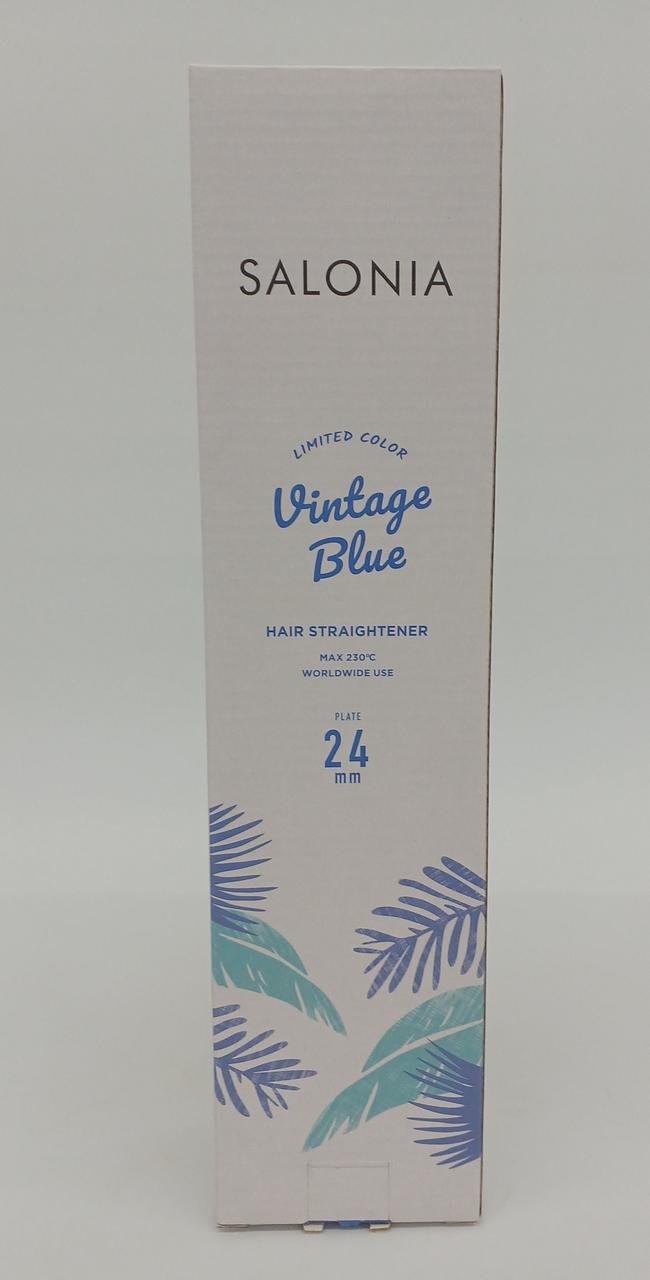 SALONIA
LIMITED COLOR
Vintage
Blue
HAIR STRAIGHTENER
MAX 230℃
WORLDWIDE USE
PLATE
24
mm